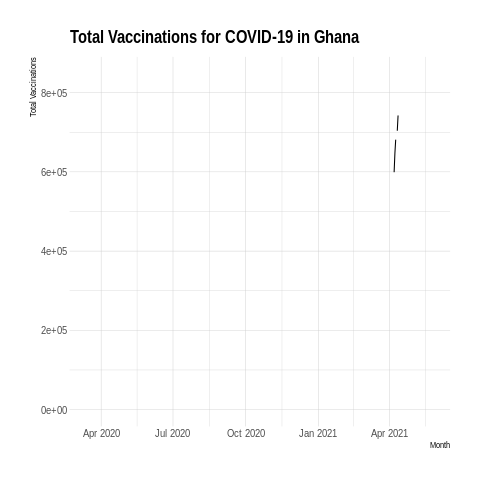 Total Vaccinations for COVID-19 in Ghana
Total Vaccinations
8e+05
6e+05
4e+05
2e+05
0e+00
Apr 2020 Jul 2020 Oct 2020 Jan 2021 Apr 2021
Month